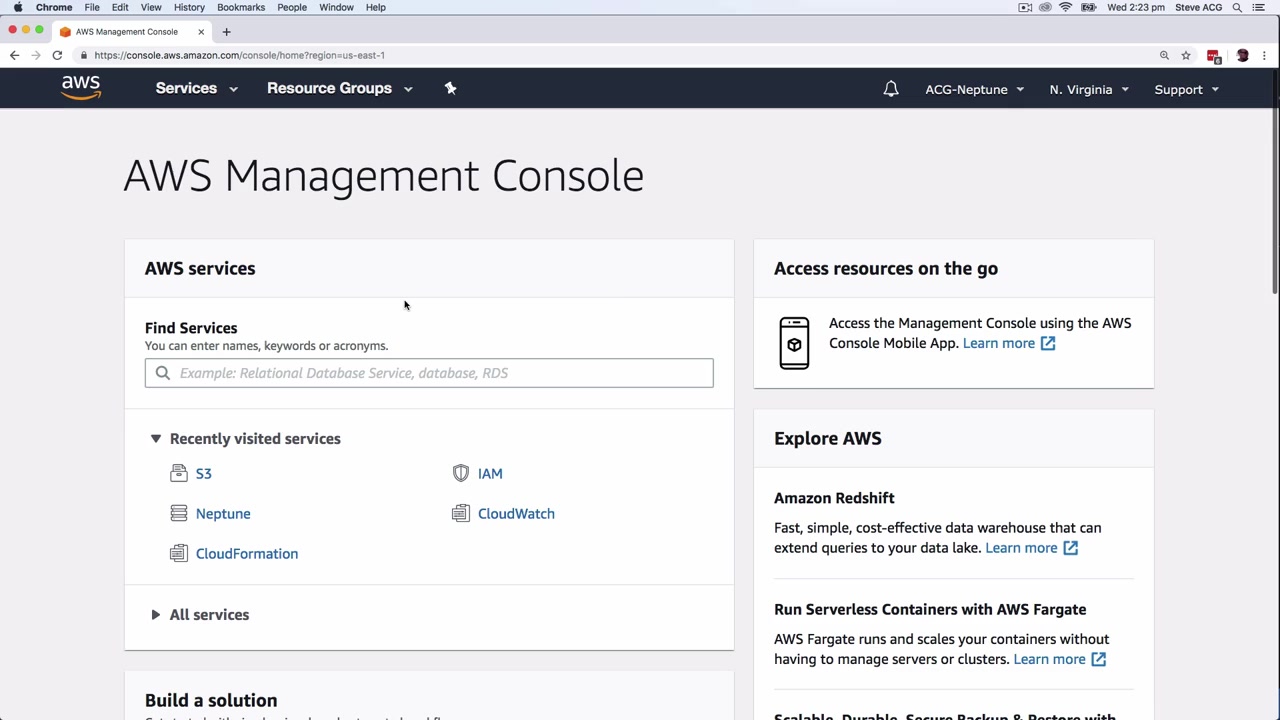 Chrome File Edit View History Bookmarks People Window Help Wed 2:23 pm Steve ACG
AWS Management Console
https://console.aws.amazon.com/console/home?region=us-east-1
aws Services Resource Groups ACG-Neptune N. Virginia Support
AWS Management Console
AWS services
Find Services
You can enter names, keywords or acronyms.
Example: Relational Database Service, database, RDS
Recently visited services
S3 IAM
Neptune CloudWatch
CloudFormation
All services
Build a solution
Access resources on the go
Access the Management Console using the AWS
Console Mobile App. Learn more
Explore AWS
Amazon Redshift
Fast, simple, cost-effective data warehouse that can
extend queries to your data lake. Learn more
Run Serverless Containers with AWS Fargate
AWS Fargate runs and scales your containers without
having to manage servers or clusters. Learn more
Scalable, Durable, Secure Backup & Restore with